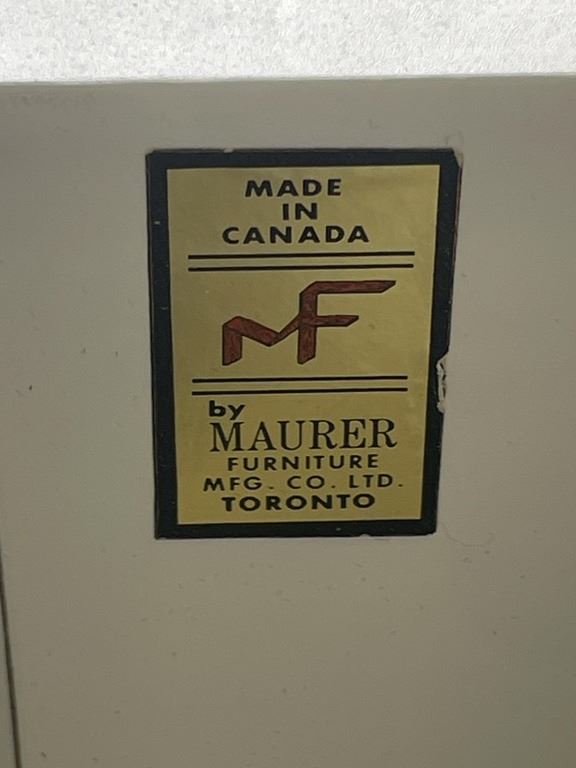 MADE
IN
CANADA
MF
by
MAURER
FURNITURE
MFG. CO. LTD.
TORONTO